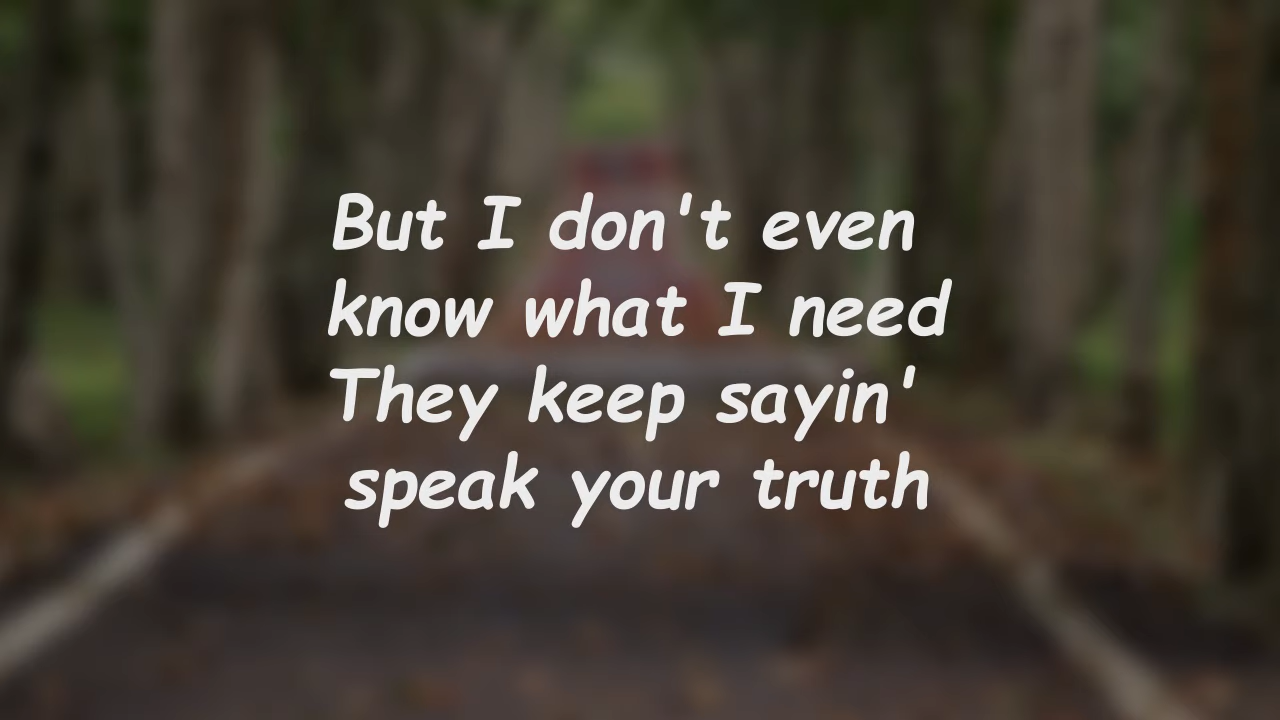 But I don't even
know what I need
They keep sayin'
speak your truth